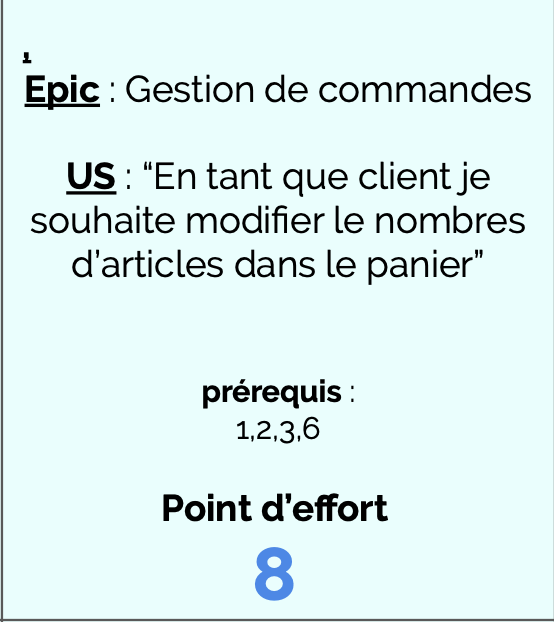 1
Epic : Gestion de commandes
US : “En tant que client je
souhaite modifier le nombres
d’articles dans le panier”
prérequis :
1,2,3,6
Point d’effort
8